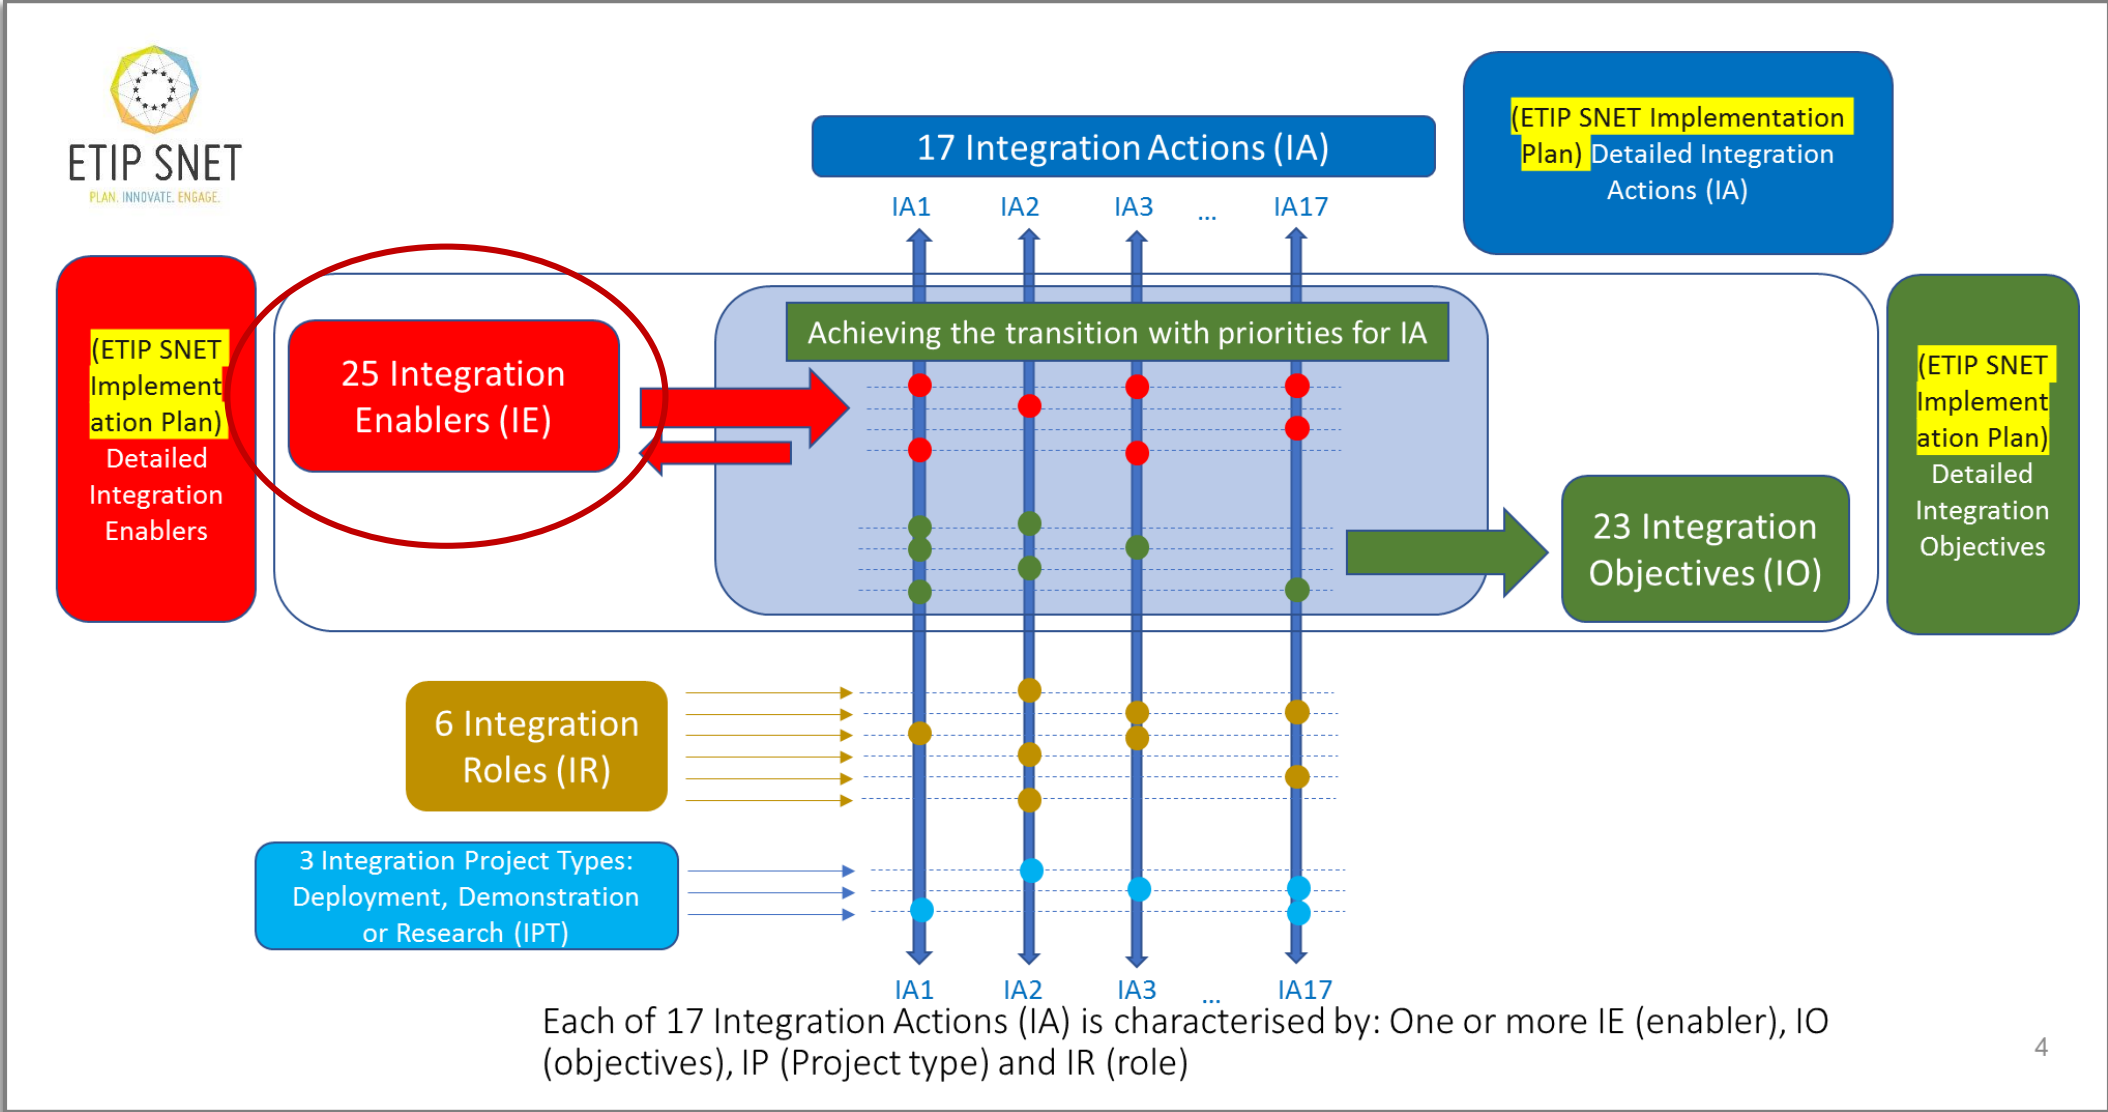 ETIP SNET
PLAN. INNOVATE. ENGAGE.
17 Integration Actions (IA)
(ETIP SNET Implementation
Plan) Detailed Integration
Actions (IA)
IA1 IA2 IA3 ... IA17
(ETIP SNET
Implement
ation Plan)
Detailed
Integration
Enablers
25 Integration
Enablers (IE)
Achieving the transition with priorities for IA
23 Integration
Objectives (IO)
(ETIP SNET
Implement
ation Plan)
Detailed
Integration
Objectives
6 Integration
Roles (IR)
3 Integration Project Types:
Deployment, Demonstration
or Research (IPT)
IA1 IA2 IA3 ... IA17
Each of 17 Integration Actions (IA) is characterised by: One or more IE (enabler), IO
(objectives), IP (Project type) and IR (role)
4